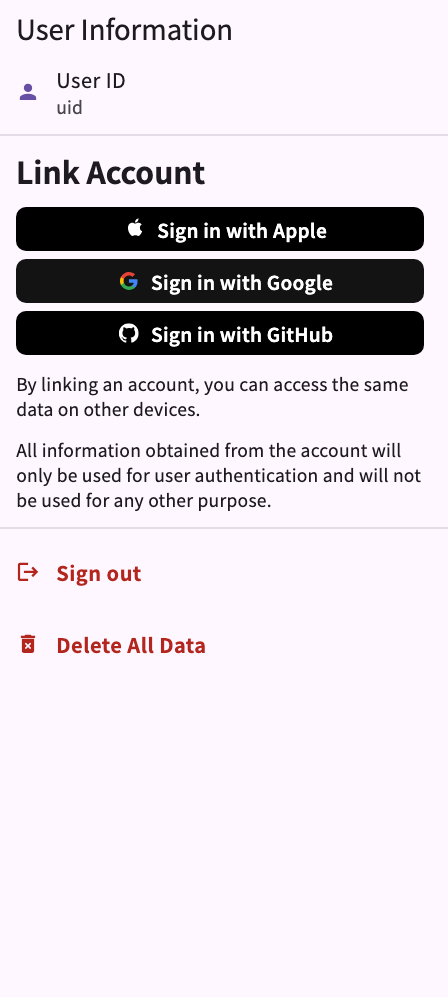 User Information
User ID
uid
Link Account
Sign in with Apple
Sign in with Google
Sign in with GitHub
By linking an account, you can access the same
data on other devices.
All information obtained from the account will
only be used for user authentication and will not
be used for any other purpose.
Sign out
Delete All Data